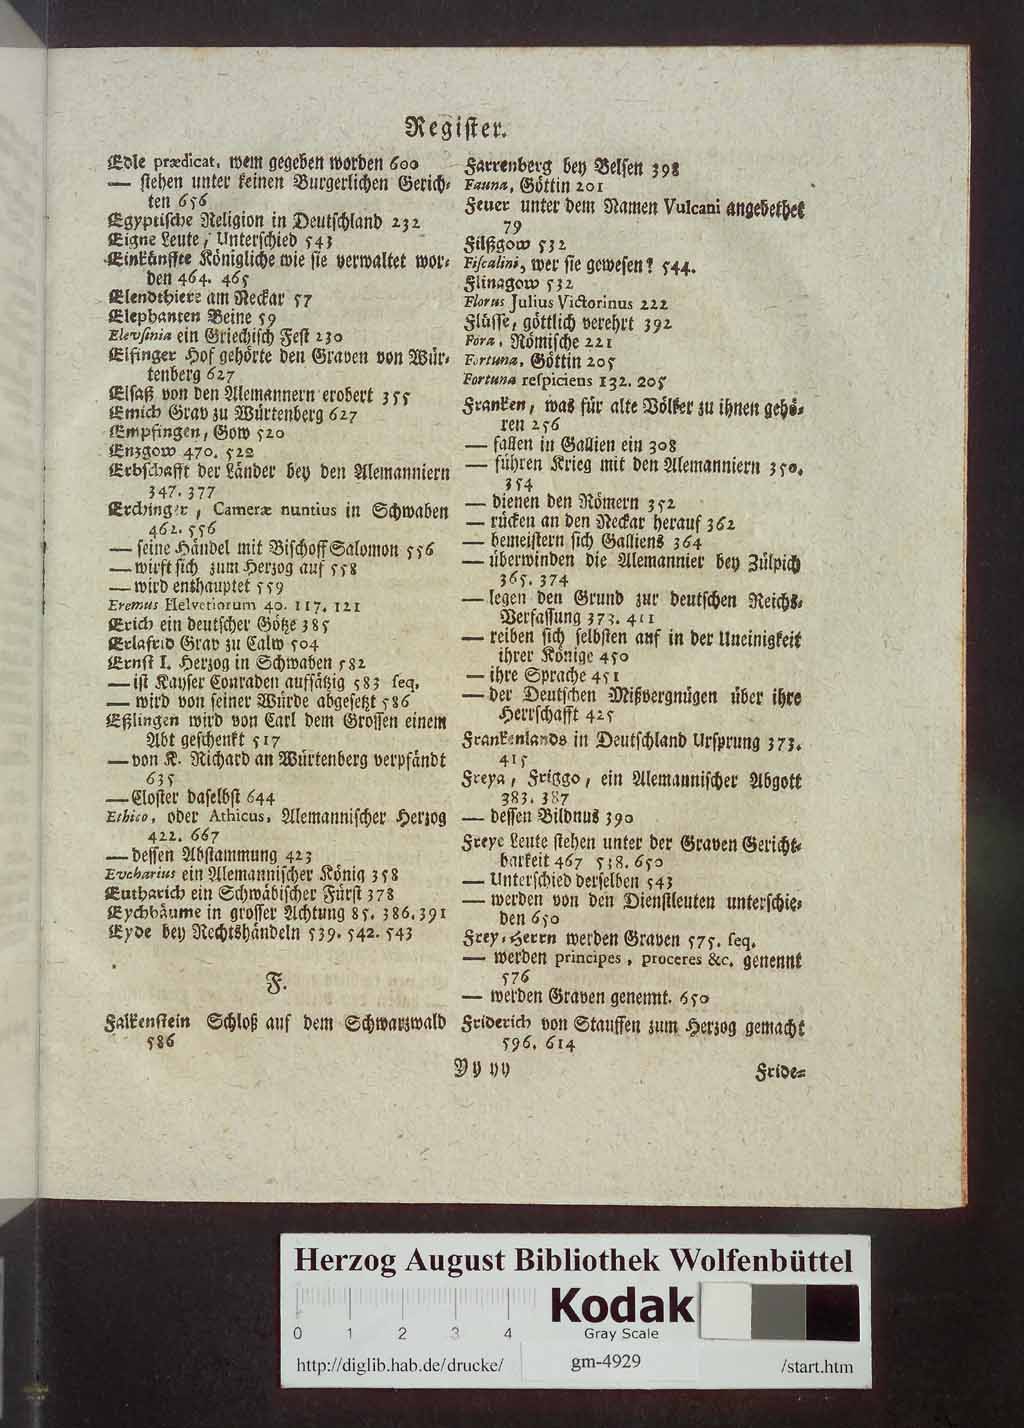 Register.
Edle prædicat. wem gegeben worden 600
— stehen unter keinen Burgerlichen Gerich-
ten 656
Egyptische Religion in Deutschland 232
Eigne Leute, Unterschied 543
Einkünffte Königliche wie sie verwaltet wor-
den 464. 465
Elendthiere am Neckar 57
Elephanten Beine 59
Elevsinia ein Griechisch Fest 230
Elfinger Hof gehörte den Graven von Wür-
tenberg 627
Elsaß von den Alemannern erobert 355
Emich Grav zu Würtenberg 627
Empfingen, Gow 520
Enzgow 470. 522
Erbschafft der Länder bey den Alemanniern
347. 377
Erchinger, Cameræ nuntius in Schwaben
462. 556
— seine Händel mit Bischoff Salomon 556
— wirft sich zum Herzog auf 558
— wird enthauptet 559
Eremus Helvetiorum 40. 117. 121
Erich ein deutscher Götze 385
Erlafrid Grav zu Calw 504
Ernst I. Herzog in Schwaben 582
— ist Kayser Conraden aufsätzig 583 seq.
— wird von seiner Würde abgesetzt 586
Eßlingen wird von Carl dem Grossen einem
Abt geschenkt 517
— von K. Richard an Würtenberg verpfändt
635
— Closter daselbst 644
Ethico, oder Athicus, Alemannischer Herzog
422. 667
— dessen Abstammung 423
Evcharius ein Alemannischer König 358
Eutharich ein Schwäbischer Fürst 378
Eychbäume in grosser Achtung 85. 386. 391
Eyde bey Rechtshändeln 539. 542. 543
F.
Falkenstein Schloß auf dem Schwarzwald
586
Farrenberg bey Belsen 398
Fauna, Göttin 201
Feuer unter dem Namen Vulcani angebethet
79
Filßgow 532
Fiscalini, wer sie gewesen? 544.
Flinagow 532
Florus Julius Victorinus 222
Flüsse, göttlich verehrt 392
Fora, Römische 221
Fortuna, Göttin 205
Fortuna respiciens 132. 205
Franken, was für alte Völker zu ihnen gehö-
ren 256
— fallen in Gallien ein 308
— führen Krieg mit den Alemanniern 350.
354
— dienen den Römern 352
— rücken an den Neckar herauf 362
— bemeistern sich Galliens 364
— überwinden die Alemannier bey Zülpich
365. 374
— legen den Grund zur deutschen Reichs-
Verfassung 373. 411
— reiben sich selbsten auf in der Uneinigkeit
ihrer Könige 450
— ihre Sprache 451
— der Deutschen Mißvergnügen über ihre
Herrschafft 425
Frankenlands in Deutschland Ursprung 373.
415
Freya, Friggo, ein Alemannischer Abgott
383. 387
— dessen Bildnus 390
Freye Leute stehen unter der Graven Gericht-
barkeit 467 538. 650
— Unterschied derselben 543
— werden von den Dienstleuten unterschie-
den 650
Frey-Herrn werden Graven 575. seq.
— werden principes, proceres &c. genennt
576
— werden Graven genennt. 650
Friderich von Stauffen zum Herzog gemacht
596. 614
Yy yy
Fride-
Herzog August Bibliothek Wolfenbüttel
Kodak
Gray Scale
0 1 2 3 4
http://diglib.hab.de/drucke/ gm-4929 /start.htm